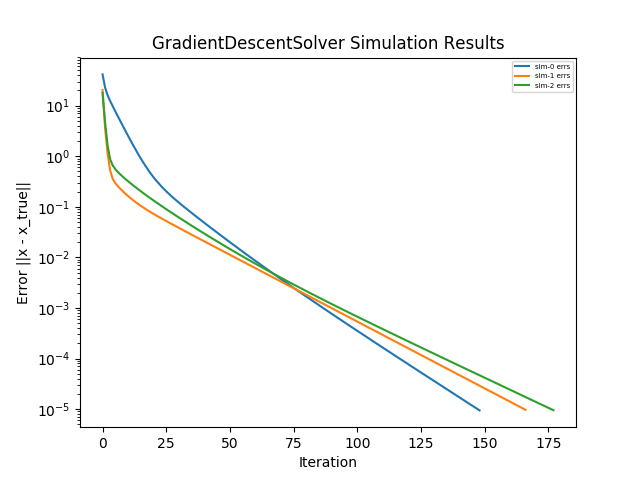 GradientDescentSolver Simulation Results
sim-0 errs
sim-1 errs
sim-2 errs
10^1
10^0
10^-1
10^-2
10^-3
10^-4
10^-5
Error ||x - x_true||
0 25 50 75 100 125 150 175
Iteration